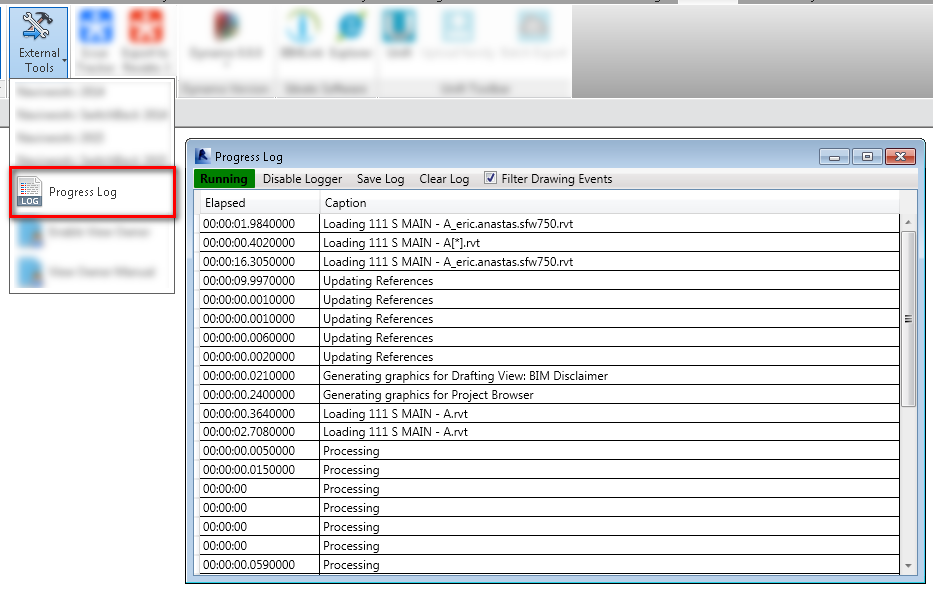 External
Tools
Progress Log
LOG
Progress Log
Running Disable Logger Save Log Clear Log Filter Drawing Events
Elapsed Caption
00:00:01.9840000 Loading 111 S MAIN - A_eric.anastas.sfw750.rvt
00:00:00.4020000 Loading 111 S MAIN - A[*].rvt
00:00:16.3050000 Loading 111 S MAIN - A_eric.anastas.sfw750.rvt
00:00:09.9970000 Updating References
00:00:00.0010000 Updating References
00:00:00.0010000 Updating References
00:00:00.0060000 Updating References
00:00:00.0020000 Updating References
00:00:00.0210000 Generating graphics for Drafting View: BIM Disclaimer
00:00:00.2400000 Generating graphics for Project Browser
00:00:00.3640000 Loading 111 S MAIN - A.rvt
00:00:02.7080000 Loading 111 S MAIN - A.rvt
00:00:00.0050000 Processing
00:00:00.0150000 Processing
00:00:00 Processing
00:00:00 Processing
00:00:00 Processing
00:00:00 Processing
00:00:00.0590000 Processing